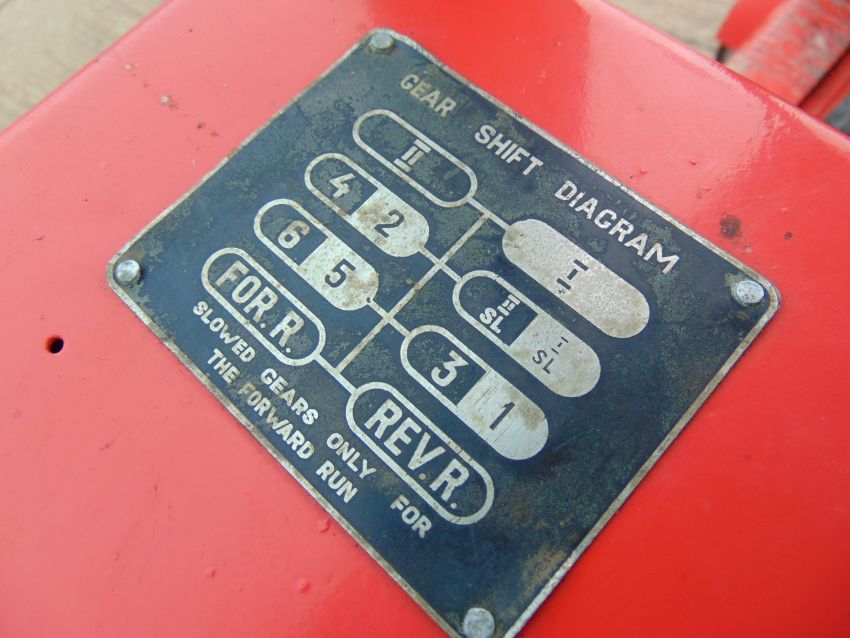 GEAR SHIFT DIAGRAM
II I
4 2 II SL I SL
6 5 3 1
FOR.R. REV.R.
SLOWED GEARS ONLY FOR
THE FORWARD RUN